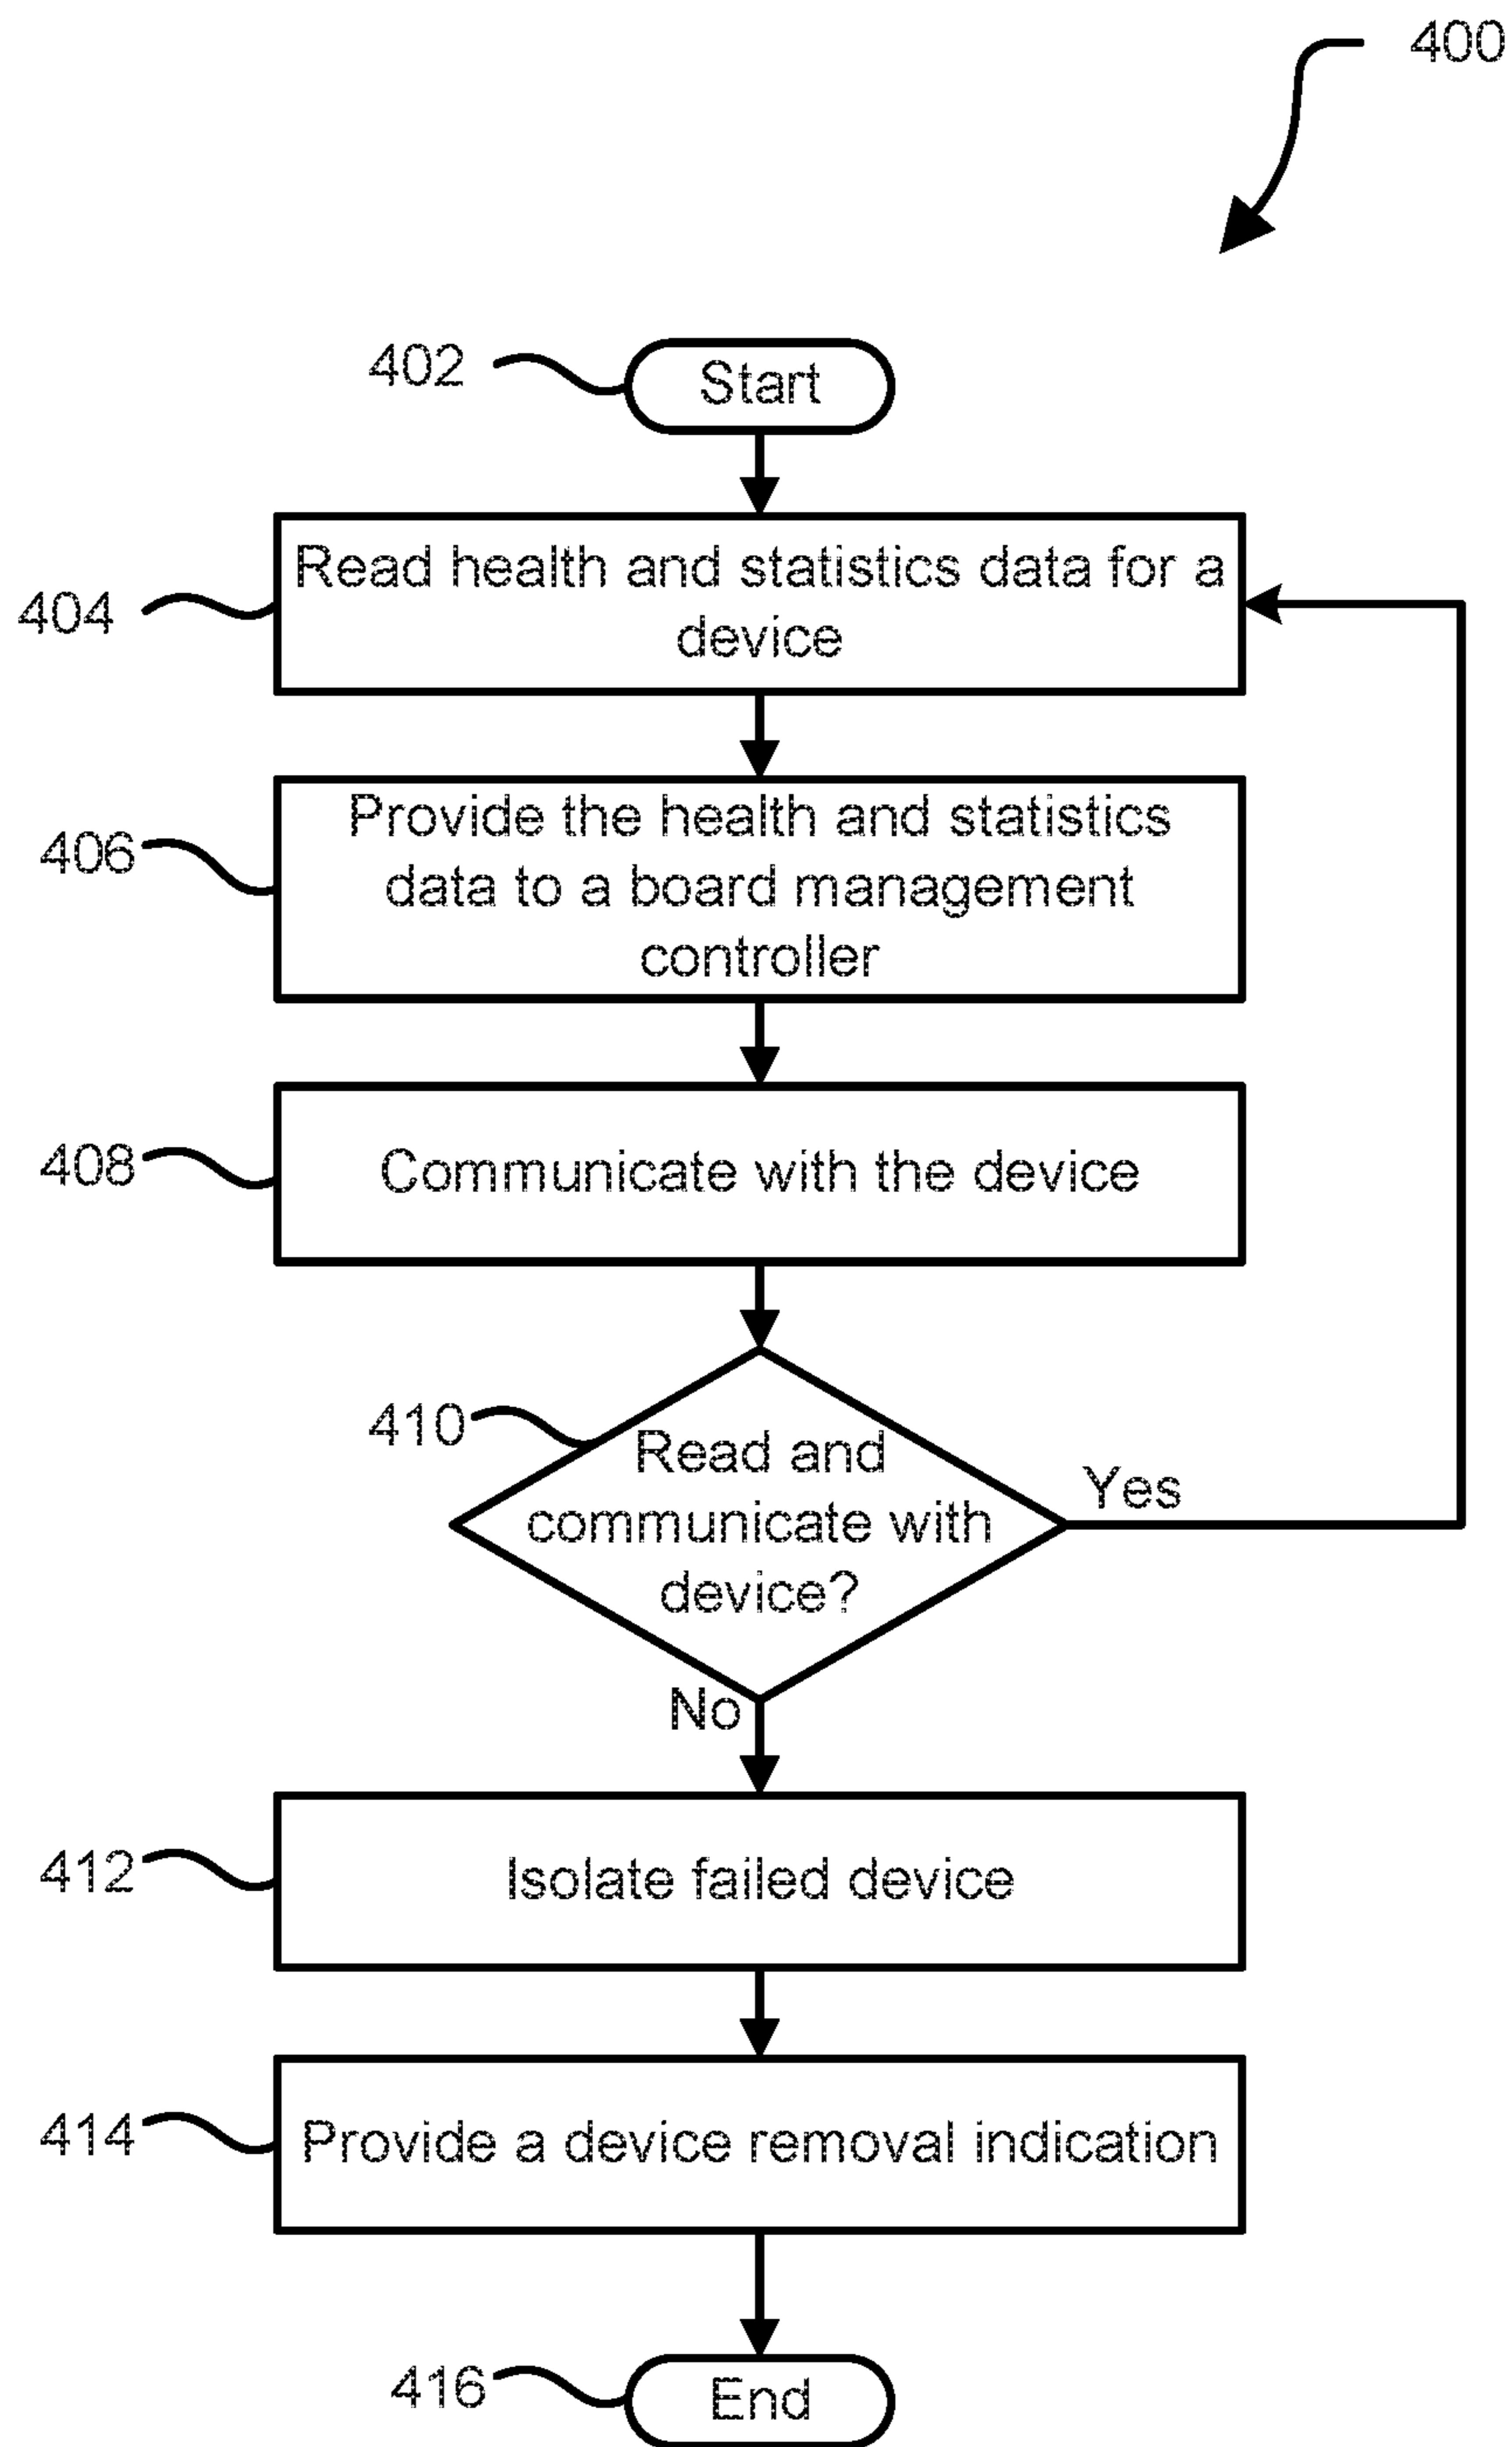 400
402
Start
404
Read health and statistics data for a
device
406
Provide the health and statistics
data to a board management
controller
408
Communicate with the device
410
Read and
communicate with
device?
Yes
No
412
Isolate failed device
414
Provide a device removal indication
416
End